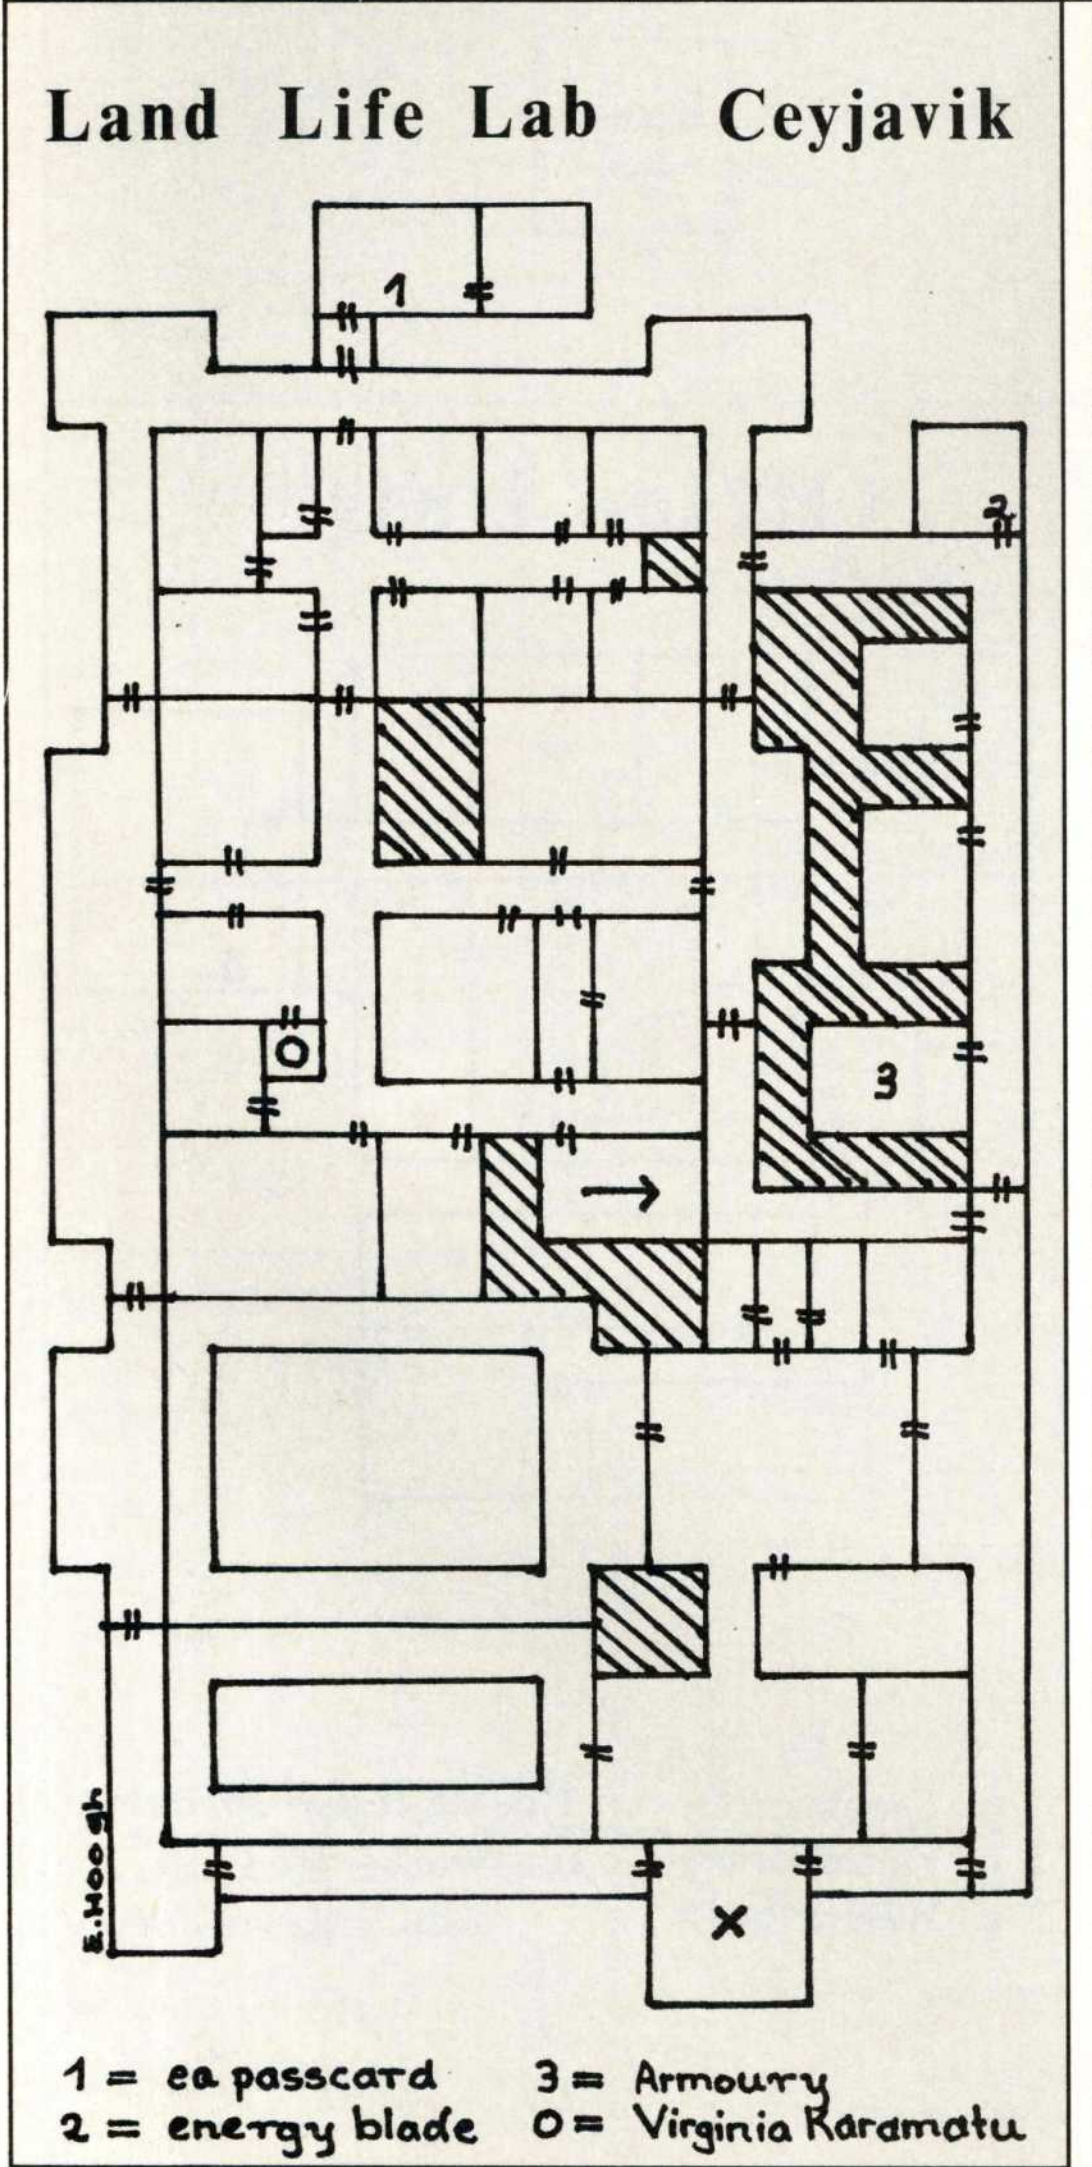 Land Life Lab Ceyjavik
1
2
0
3
E.Hoogh
x
1 = ea passcard 3 = Armoury
2 = energy blade 0 = Virginia Karamatu